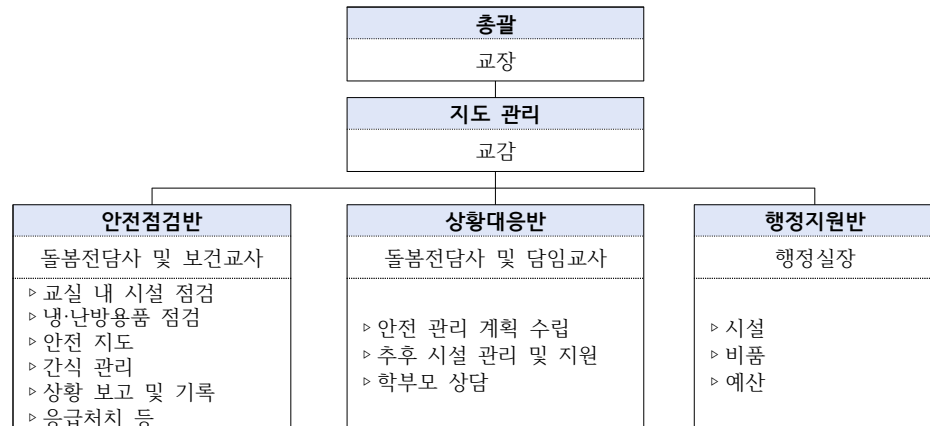 총괄
교장
지도 관리
교감
안전점검반
돌봄전담사 및 보건교사
▹교실 내 시설 점검
▹냉·난방용품 점검
▹안전 지도
▹간식 관리
▹상황 보고 및 기록
▹응급처치 등
상황대응반
돌봄전담사 및 담임교사
▹안전 관리 계획 수립
▹추후 시설 관리 및 지원
▹학부모 상담
행정지원반
행정실장
▹시설
▹비품
▹예산